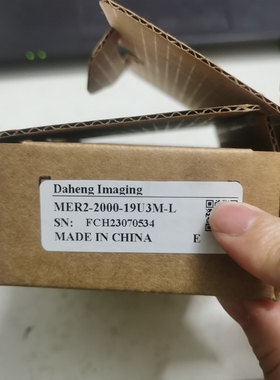 Daheng Imaging
MER2-2000-19U3M-L
SN: FCH23070534
MADE IN CHINA E